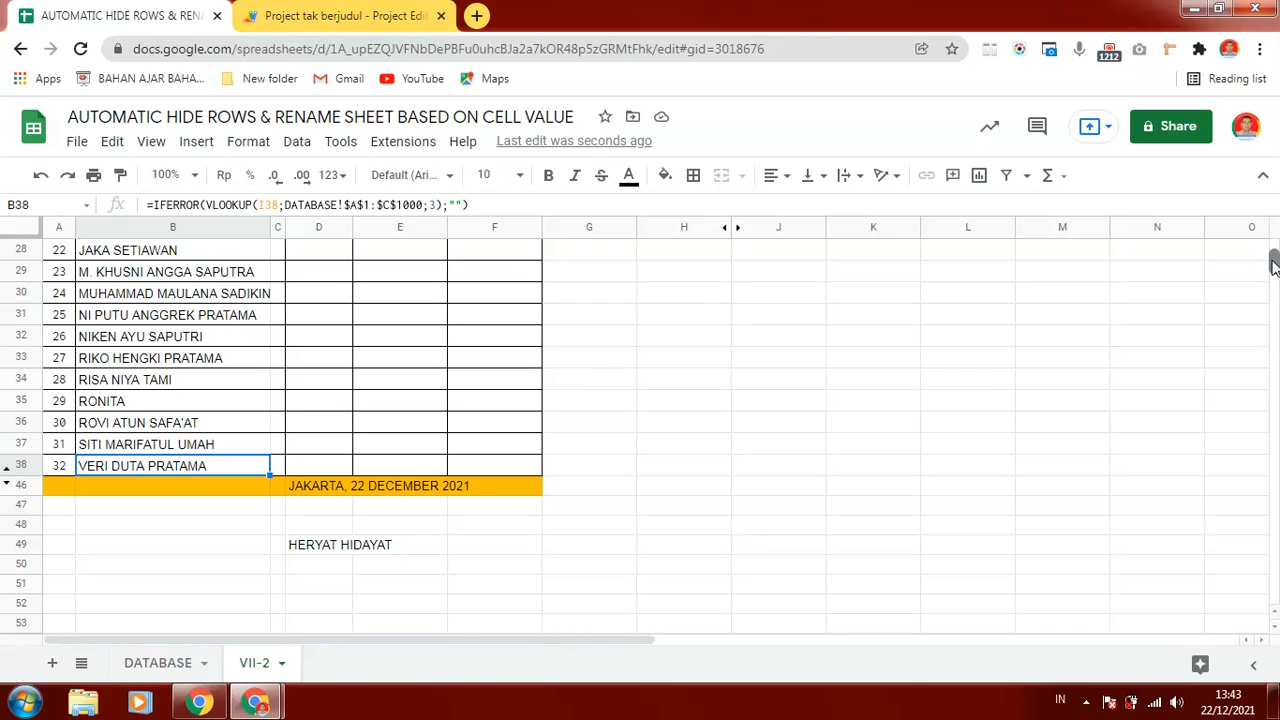 AUTOMATIC HIDE ROWS & RENA
Project tak berjudul - Project Edi
docs.google.com/spreadsheets/d/1A_upEZQJVFNbDePBFu0uhcBJa2a7kOR48p5zGRMtFhk/edit#gid=3018676
1212
Apps
BAHAN AJAR BAHA...
New folder
Gmail
YouTube
Maps
Reading list
AUTOMATIC HIDE ROWS & RENAME SHEET BASED ON CELL VALUE
File Edit View Insert Format Data Tools Extensions Help Last edit was seconds ago
Share
100% Rp % .0 .00 123 Default (Ari... 10 B I S A
B38 fx =IFERROR(VLOOKUP(I38;DATABASE!$A$1:$C$1000;3);"")
A B C D E F G H J K L M N O
28 22 JAKA SETIAWAN
29 23 M. KHUSNI ANGGA SAPUTRA
30 24 MUHAMMAD MAULANA SADIKIN
31 25 NI PUTU ANGGREK PRATAMA
32 26 NIKEN AYU SAPUTRI
33 27 RIKO HENGKI PRATAMA
34 28 RISA NIYA TAMI
35 29 RONITA
36 30 ROVI ATUN SAFA'AT
37 31 SITI MARIFATUL UMAH
38 32 VERI DUTA PRATAMA
46 JAKARTA, 22 DECEMBER 2021
47
48
49 HERYAT HIDAYAT
50
51
52
53
DATABASE VII-2
IN
13:43
22/12/2021